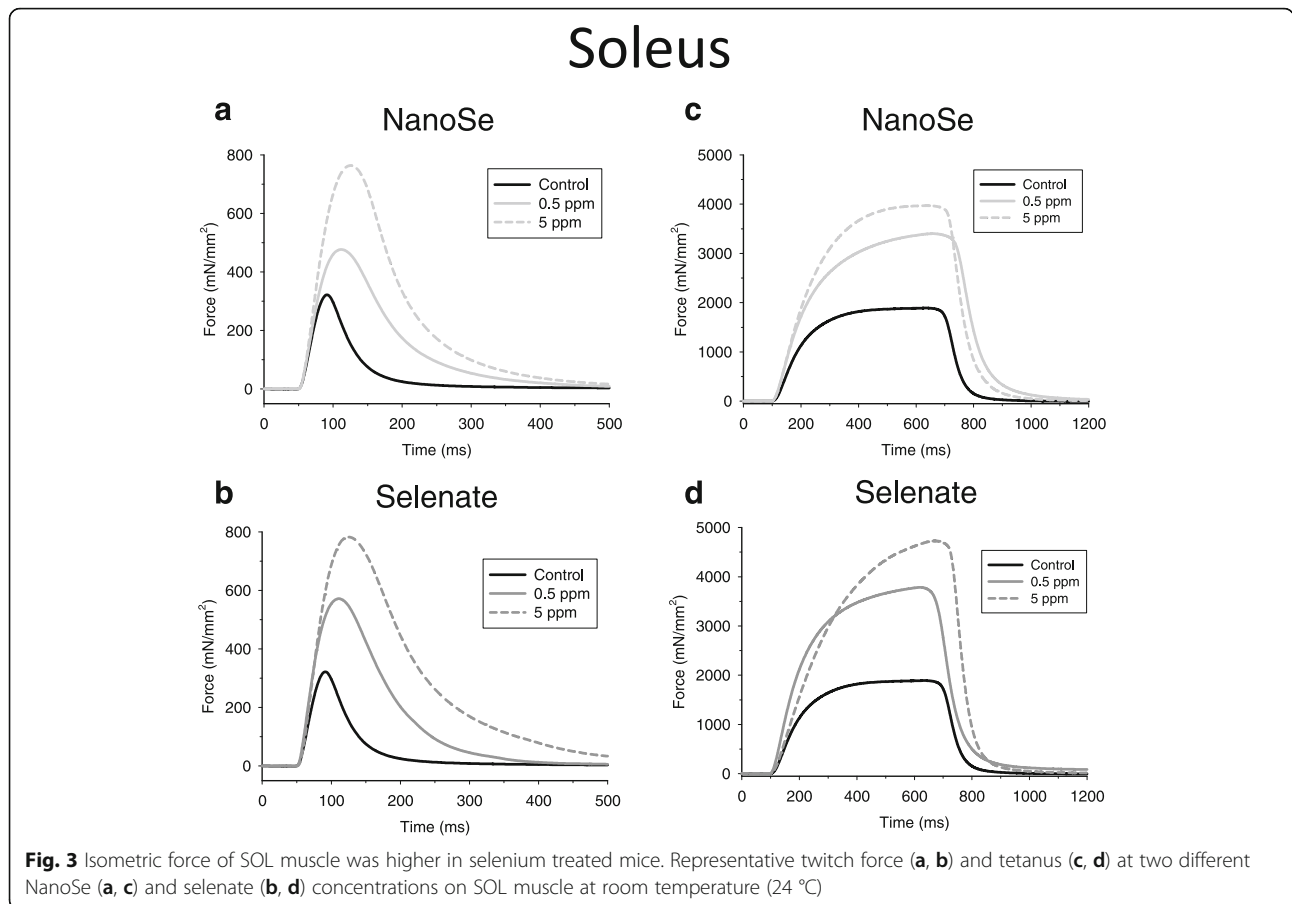 Soleus
a
NanoSe
Force (mN/mm²)
800
600
400
200
0
Control
0.5 ppm
5 ppm
0 100 200 300 400 500
Time (ms)
c
NanoSe
Force (mN/mm²)
5000
4000
3000
2000
1000
0
Control
0.5 ppm
5 ppm
0 200 400 600 800 1000 1200
Time (ms)
b
Selenate
Force (mN/mm²)
800
600
400
200
0
Control
0.5 ppm
5 ppm
0 100 200 300 400 500
Time (ms)
d
Selenate
Force (mN/mm²)
5000
4000
3000
2000
1000
0
Control
0.5 ppm
5 ppm
0 200 400 600 800 1000 1200
Time (ms)
Fig. 3 Isometric force of SOL muscle was higher in selenium treated mice. Representative twitch force (a, b) and tetanus (c, d) at two different
NanoSe (a, c) and selenate (b, d) concentrations on SOL muscle at room temperature (24 °C)